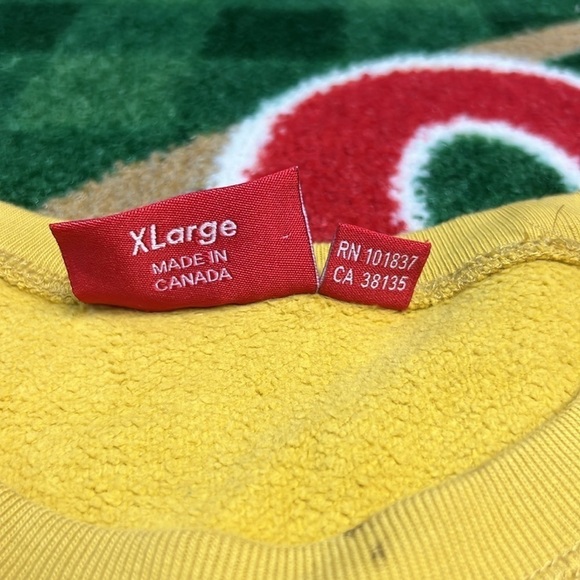 XLarge
MADE IN
CANADA
RN 101837
CA 38135